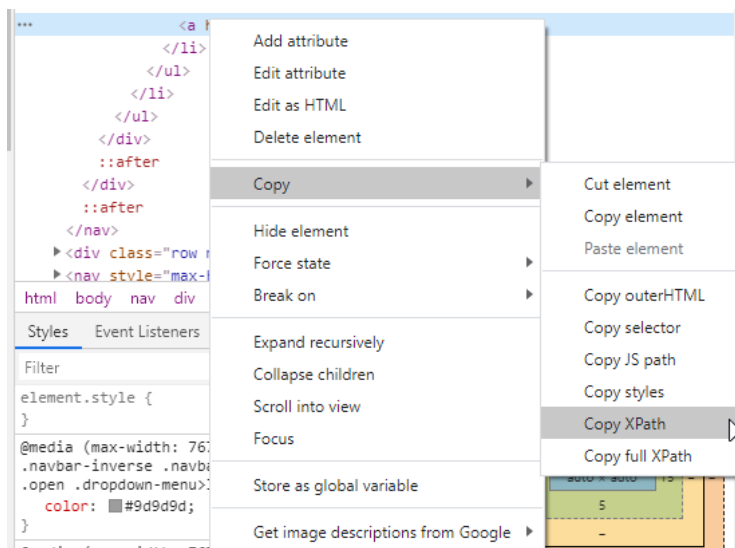 ... <a h
</li>
</ul>
</li>
</ul>
</div>
::after
</div>
::after
</nav>
<div class="row r
<nav style="max-h
html body nav div
Styles Event Listeners
Filter
element.style {
}
@media (max-width: 767
.navbar-inverse .navba
.open .dropdown-menu>l
color: #9d9d9d;
}
Add attribute
Edit attribute
Edit as HTML
Delete element
Copy
Hide element
Force state
Break on
Expand recursively
Collapse children
Scroll into view
Focus
Store as global variable
Get image descriptions from Google
Cut element
Copy element
Paste element
Copy outerHTML
Copy selector
Copy JS path
Copy styles
Copy XPath
Copy full XPath
auto × auto 15 - -
5
-